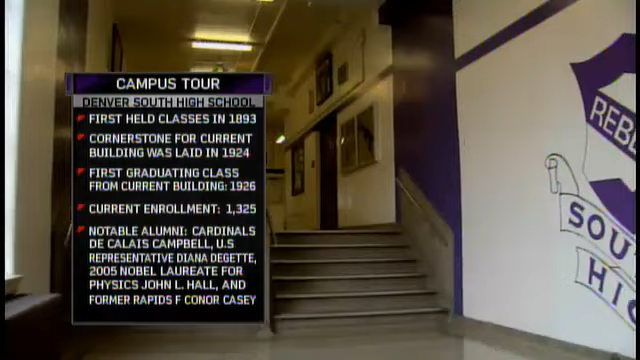 CAMPUS TOUR
DENVER SOUTH HIGH SCHOOL
FIRST HELD CLASSES IN 1893
CORNERSTONE FOR CURRENT
BUILDING WAS LAID IN 1924
FIRST GRADUATING CLASS
FROM CURRENT BUILDING: 1926
CURRENT ENROLLMENT: 1,325
NOTABLE ALUMNI: CARDINALS
DE CALAIS CAMPBELL, U.S
REPRESENTATIVE DIANA DEGETTE,
2005 NOBEL LAUREATE FOR
PHYSICS JOHN L. HALL, AND
FORMER RAPIDS F CONOR CASEY
REBE
SOU
HIG